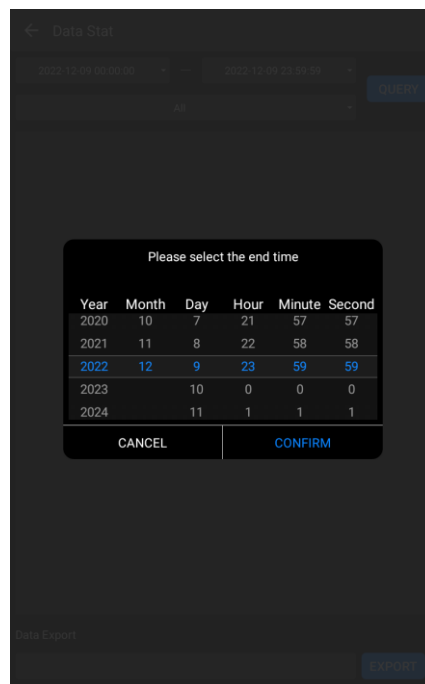 Data Stat
2022-12-09 00:00:00 --- 2022-12-09 23:59:59
QUERY
All
Please select the end time
Year Month Day Hour Minute Second
2020 10 7 21 57 57
2021 11 8 22 58 58
2022 12 9 23 59 59
2023 10 0 0 0
2024 11 1 1 1
CANCEL CONFIRM
Data Export
EXPORT